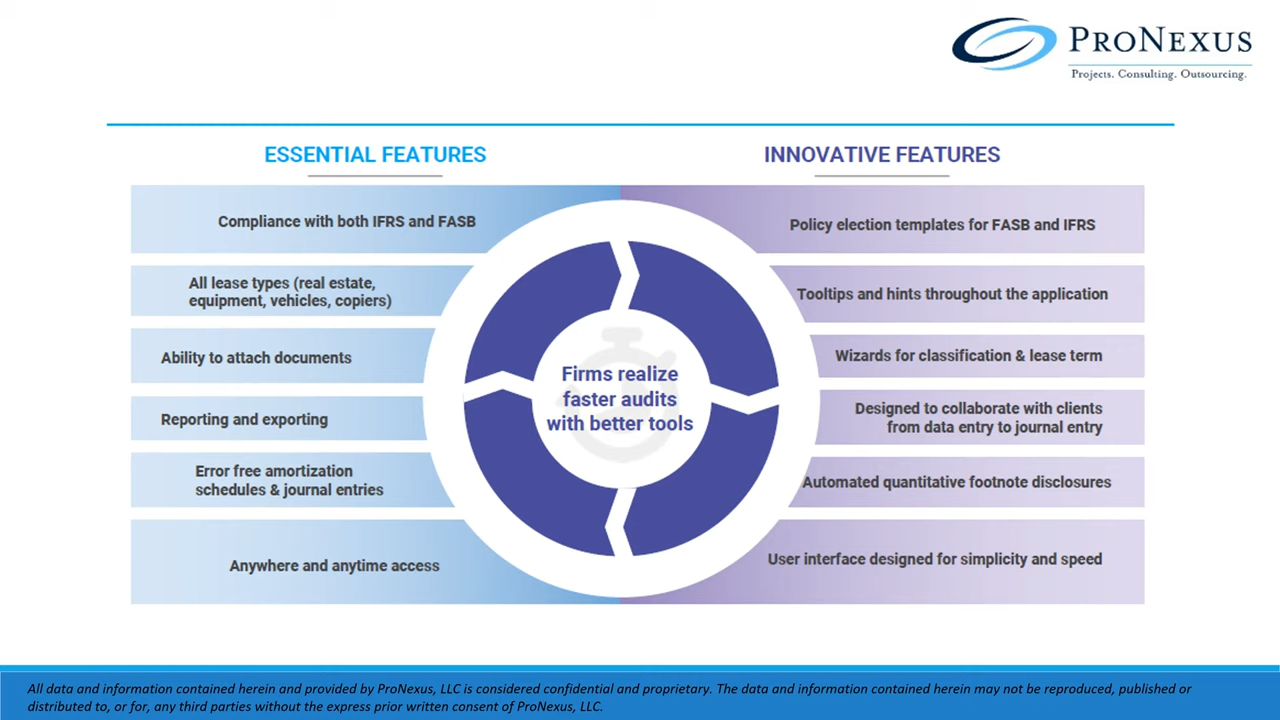 PRONEXUS
Projects. Consulting. Outsourcing.
ESSENTIAL FEATURES
Compliance with both IFRS and FASB
All lease types (real estate,
equipment, vehicles, copiers)
Ability to attach documents
Reporting and exporting
Error free amortization
schedules & journal entries
Anywhere and anytime access
Firms realize
faster audits
with better tools
INNOVATIVE FEATURES
Policy election templates for FASB and IFRS
Tooltips and hints throughout the application
Wizards for classification & lease term
Designed to collaborate with clients
from data entry to journal entry
Automated quantitative footnote disclosures
User interface designed for simplicity and speed
All data and information contained herein and provided by ProNexus, LLC is considered confidential and proprietary. The data and information contained herein may not be reproduced, published or
distributed to, or for, any third parties without the express prior written consent of ProNexus, LLC.